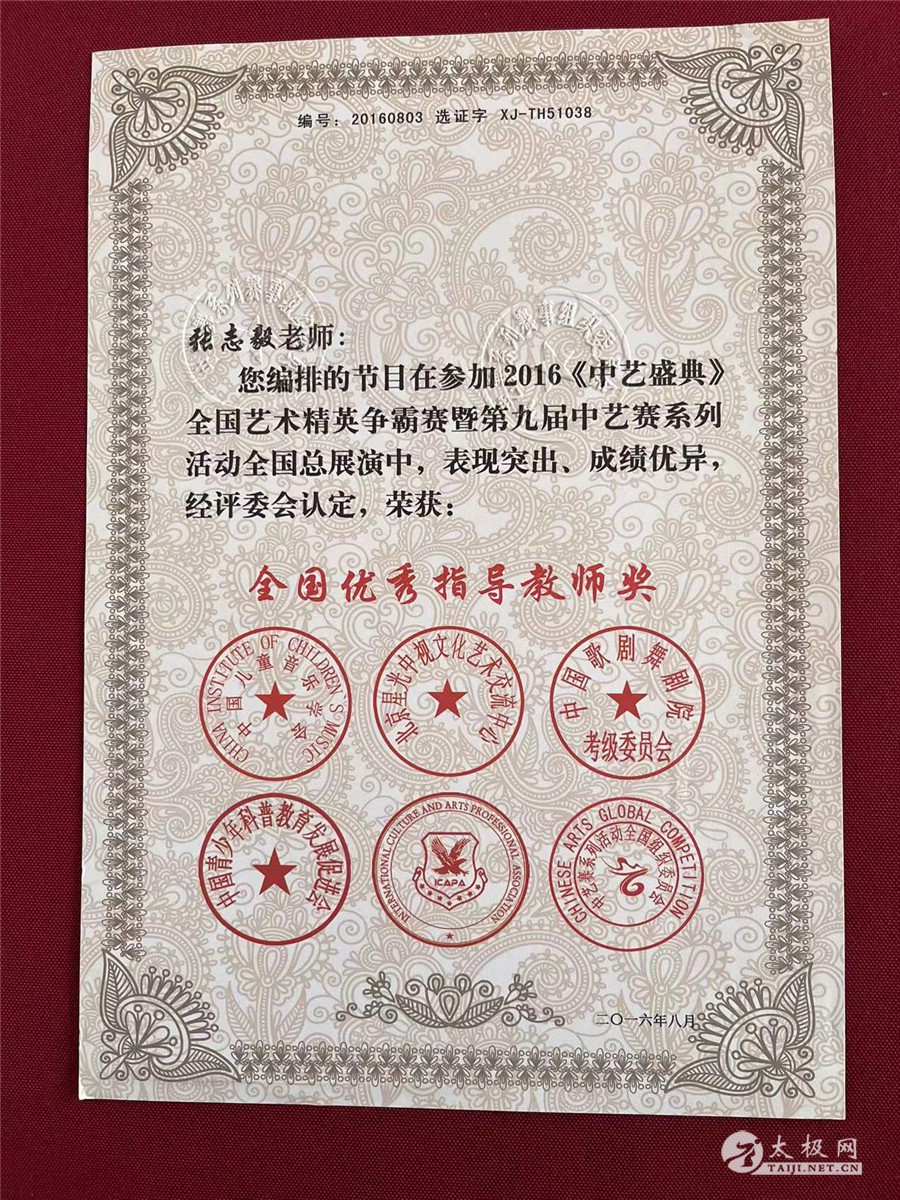 编号：20160803 选证字 XJ-TH51038
张志毅老师：
您编排的节目在参加2016《中艺盛典》
全国艺术精英争霸赛暨第九届中艺赛系列
活动全国总展演中，表现突出、成绩优异，
经评委会认定，荣获：
全国优秀指导教师奖
CHINA INSTITUTE OF CHILDREN'S MUSIC
中国儿童音乐学会
北京星光中视文化艺术交流中心
中国歌剧舞剧院
考级委员会
中国青少年科普教育发展促进会
INTERNATIONAL CULTURE AND ARTS PROFESSIONAL ASSOCIATION
ICAPA
CHINESE ARTS GLOBAL COMPETITION
中艺赛系列活动全国组织委员会
二〇一六年八月
太极网
TAIJI.NET.CN